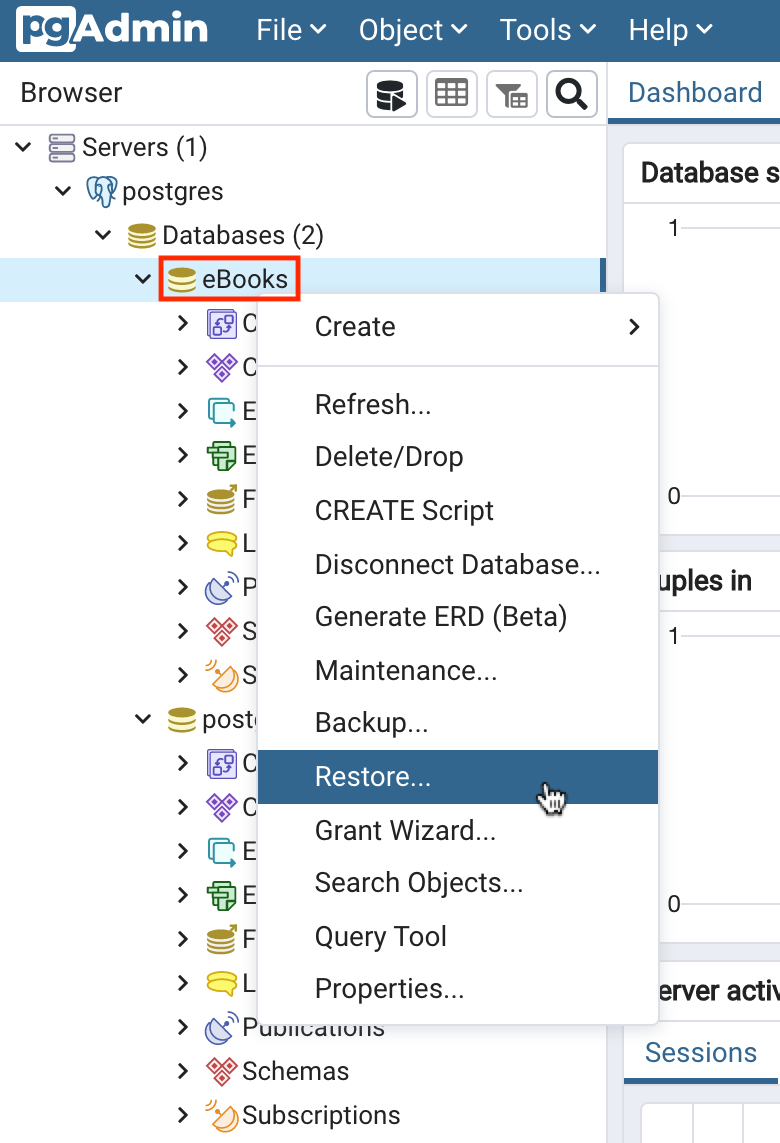 pgAdmin File Object Tools Help
Browser
Dashboard
Servers (1)
postgres
Databases (2)
eBooks
Database s
1
0
Create
Refresh...
Delete/Drop
CREATE Script
Disconnect Database...
Generate ERD (Beta)
Maintenance...
Backup...
Restore...
Grant Wizard...
Search Objects...
Query Tool
Properties...
C
C
E
E
F
L
P
S
S
postg
C
C
E
E
F
L
Publications
Schemas
Subscriptions
uples in
1
0
erver activ
Sessions